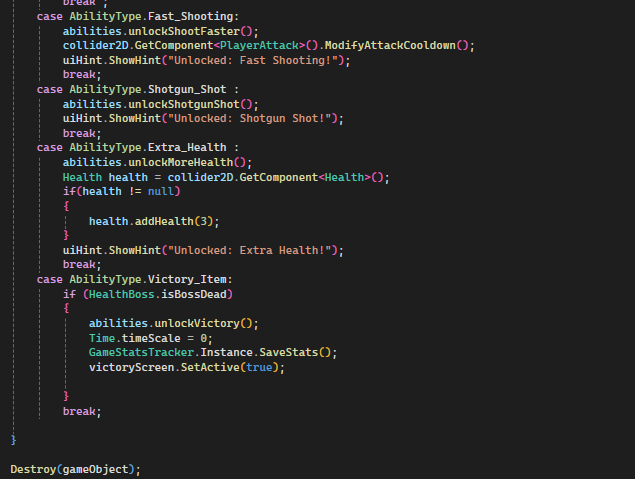 break ;
case AbilityType.Fast_Shooting:
abilities.unlockShootFaster();
collider2D.GetComponent<PlayerAttack>().ModifyAttackCooldown();
uiHint.ShowHint("Unlocked: Fast Shooting!");
break;
case AbilityType.Shotgun_Shot :
abilities.unlockShotgunShot();
uiHint.ShowHint("Unlocked: Shotgun Shot!");
break;
case AbilityType.Extra_Health :
abilities.unlockMoreHealth();
Health health = collider2D.GetComponent<Health>();
if(health != null)
{
health.addHealth(3);
}
uiHint.ShowHint("Unlocked: Extra Health!");
break;
case AbilityType.Victory_Item:
if (HealthBoss.isBossDead)
{
abilities.unlockVictory();
Time.timeScale = 0;
GameStatsTracker.Instance.SaveStats();
victoryScreen.SetActive(true);
}
break;
}
Destroy(gameObject);